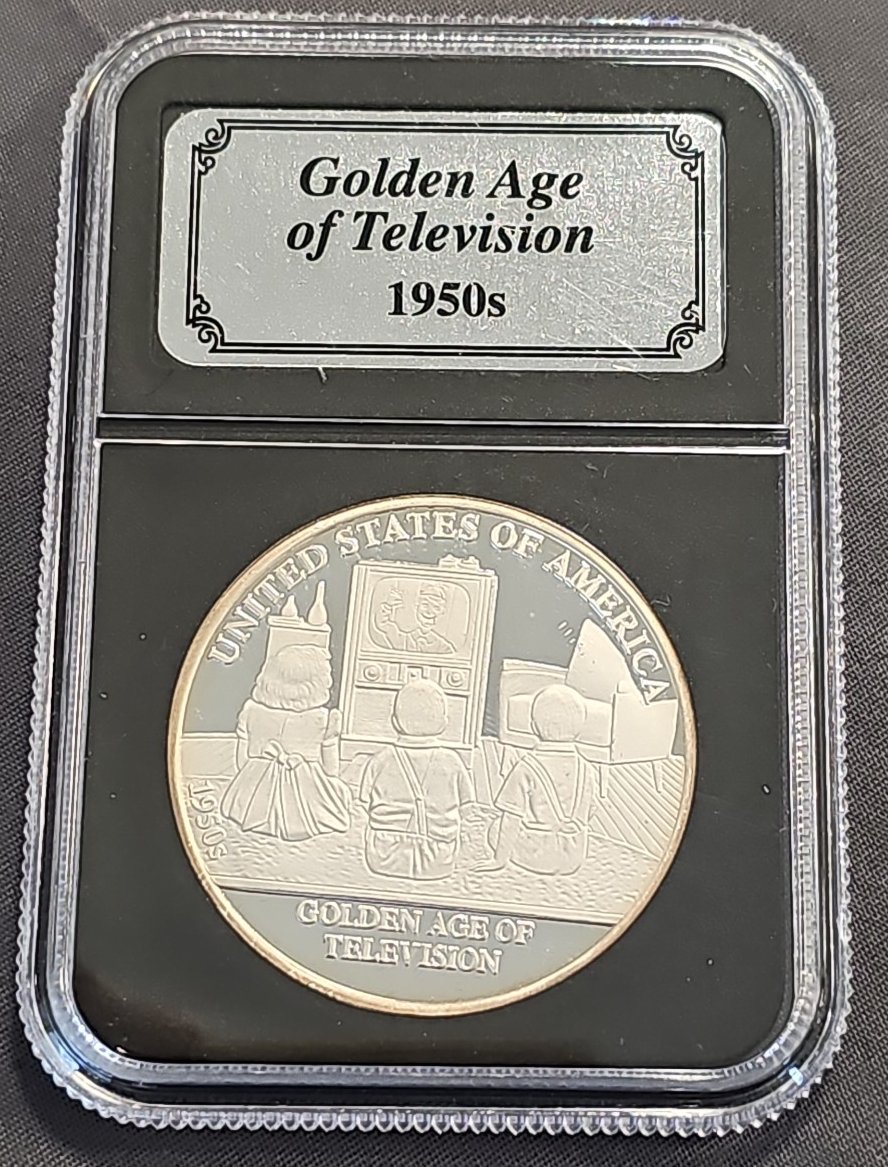 Golden Age
of Television
1950s
UNITED STATES OF AMERICA
1950s
GOLDEN AGE OF
TELEVISION